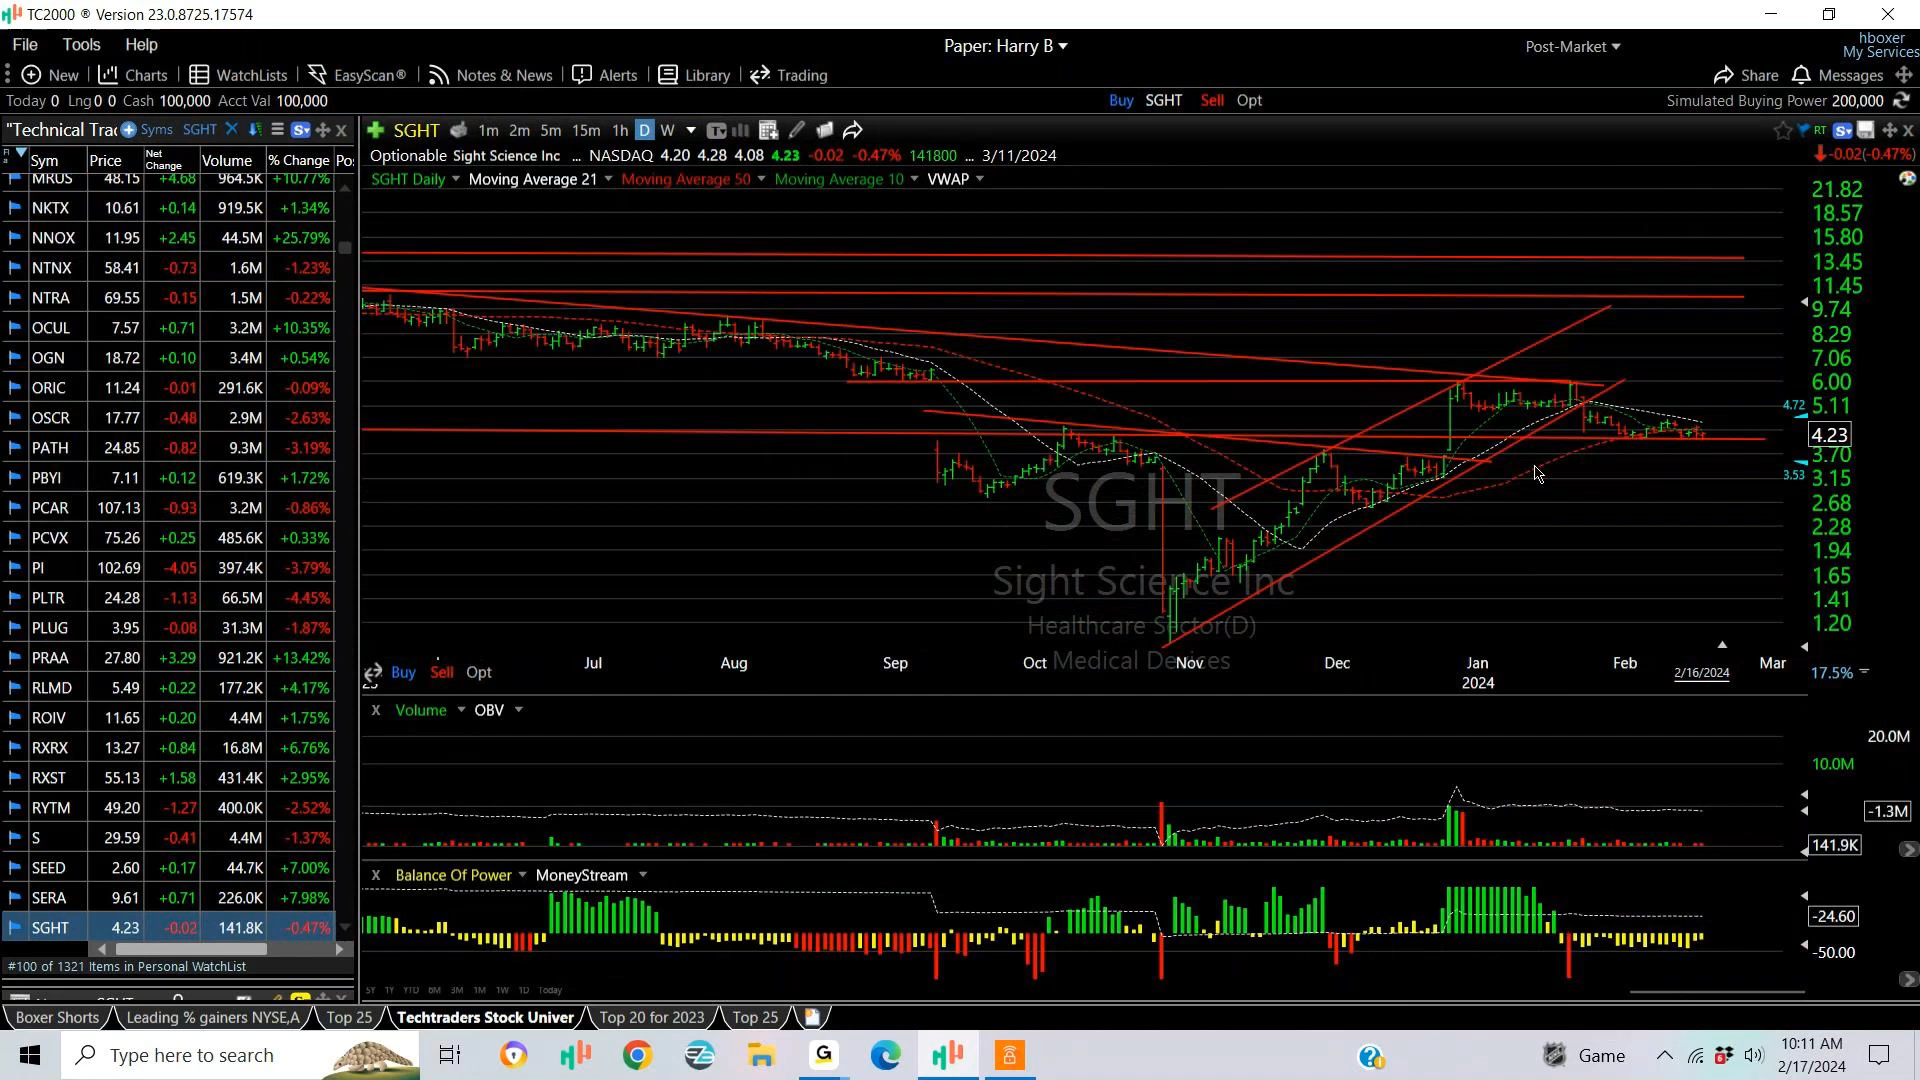 TC2000 ® Version 23.0.8725.17574
File Tools Help
Paper: Harry B
Post-Market
hboxer
My Services
New Charts WatchLists EasyScan® Notes & News Alerts Library Trading
Share Messages
Today 0 Lng 0 0 Cash 100,000 Acct Val 100,000
Buy SGHT Sell Opt
Simulated Buying Power 200,000
"Technical Tra Syms SGHT
SGHT 1m 2m 5m 15m 1h D W
RT
Sym Price Net Change Volume % Change Po
Optionable Sight Science Inc ... NASDAQ 4.20 4.28 4.08 4.23 -0.02 -0.47% 141800 ... 3/11/2024
-0.02(-0.47%)
SGHT Daily Moving Average 21 Moving Average 50 Moving Average 10 VWAP
MRUS 48.15 +4.68 964.5K +10.77%
NKTX 10.61 +0.14 919.5K +1.34%
NNOX 11.95 +2.45 44.5M +25.79%
NTNX 58.41 -0.73 1.6M -1.23%
NTRA 69.55 -0.15 1.5M -0.22%
OCUL 7.57 +0.71 3.2M +10.35%
OGN 18.72 +0.10 3.4M +0.54%
ORIC 11.24 -0.01 291.6K -0.09%
OSCR 17.77 -0.48 2.9M -2.63%
PATH 24.85 -0.82 9.3M -3.19%
PBYI 7.11 +0.12 619.3K +1.72%
PCAR 107.13 -0.93 3.2M -0.86%
PCVX 75.26 +0.25 485.6K +0.33%
PI 102.69 -4.05 397.4K -3.79%
PLTR 24.28 -1.13 66.5M -4.45%
PLUG 3.95 -0.08 31.3M -1.87%
PRAA 27.80 +3.29 921.2K +13.42%
RLMD 5.49 +0.22 177.2K +4.17%
ROIV 11.65 +0.20 4.4M +1.75%
RXRX 13.27 +0.84 16.8M +6.76%
RXST 55.13 +1.58 431.4K +2.95%
RYTM 49.20 -1.27 400.0K -2.52%
S 29.59 -0.41 4.4M -1.37%
SEED 2.60 +0.17 44.7K +7.00%
SERA 9.61 +0.71 226.0K +7.98%
SGHT 4.23 -0.02 141.8K -0.47%
#100 of 1321 Items in Personal WatchList
21.82
18.57
15.80
13.45
11.45
9.74
8.29
7.06
6.00
4.72 5.11
4.23
3.70
3.53 3.15
2.68
2.28
1.94
1.65
1.41
1.20
SGHT
Sight Science Inc
Healthcare Sector(D)
Medical Devices
Jul Aug Sep Oct Nov Dec Jan Feb Mar
2024
2/16/2024
17.5%
Buy Sell Opt
Volume OBV
20.0M
10.0M
-1.3M
141.9K
Balance Of Power MoneyStream
-24.60
-50.00
5Y 1Y YTD 6M 3M 1M 1W 1D Today
Boxer Shorts Leading % gainers NYSE,A Top 25 Techtraders Stock Univer Top 20 for 2023 Top 25
Type here to search
Game
10:11 AM
2/17/2024